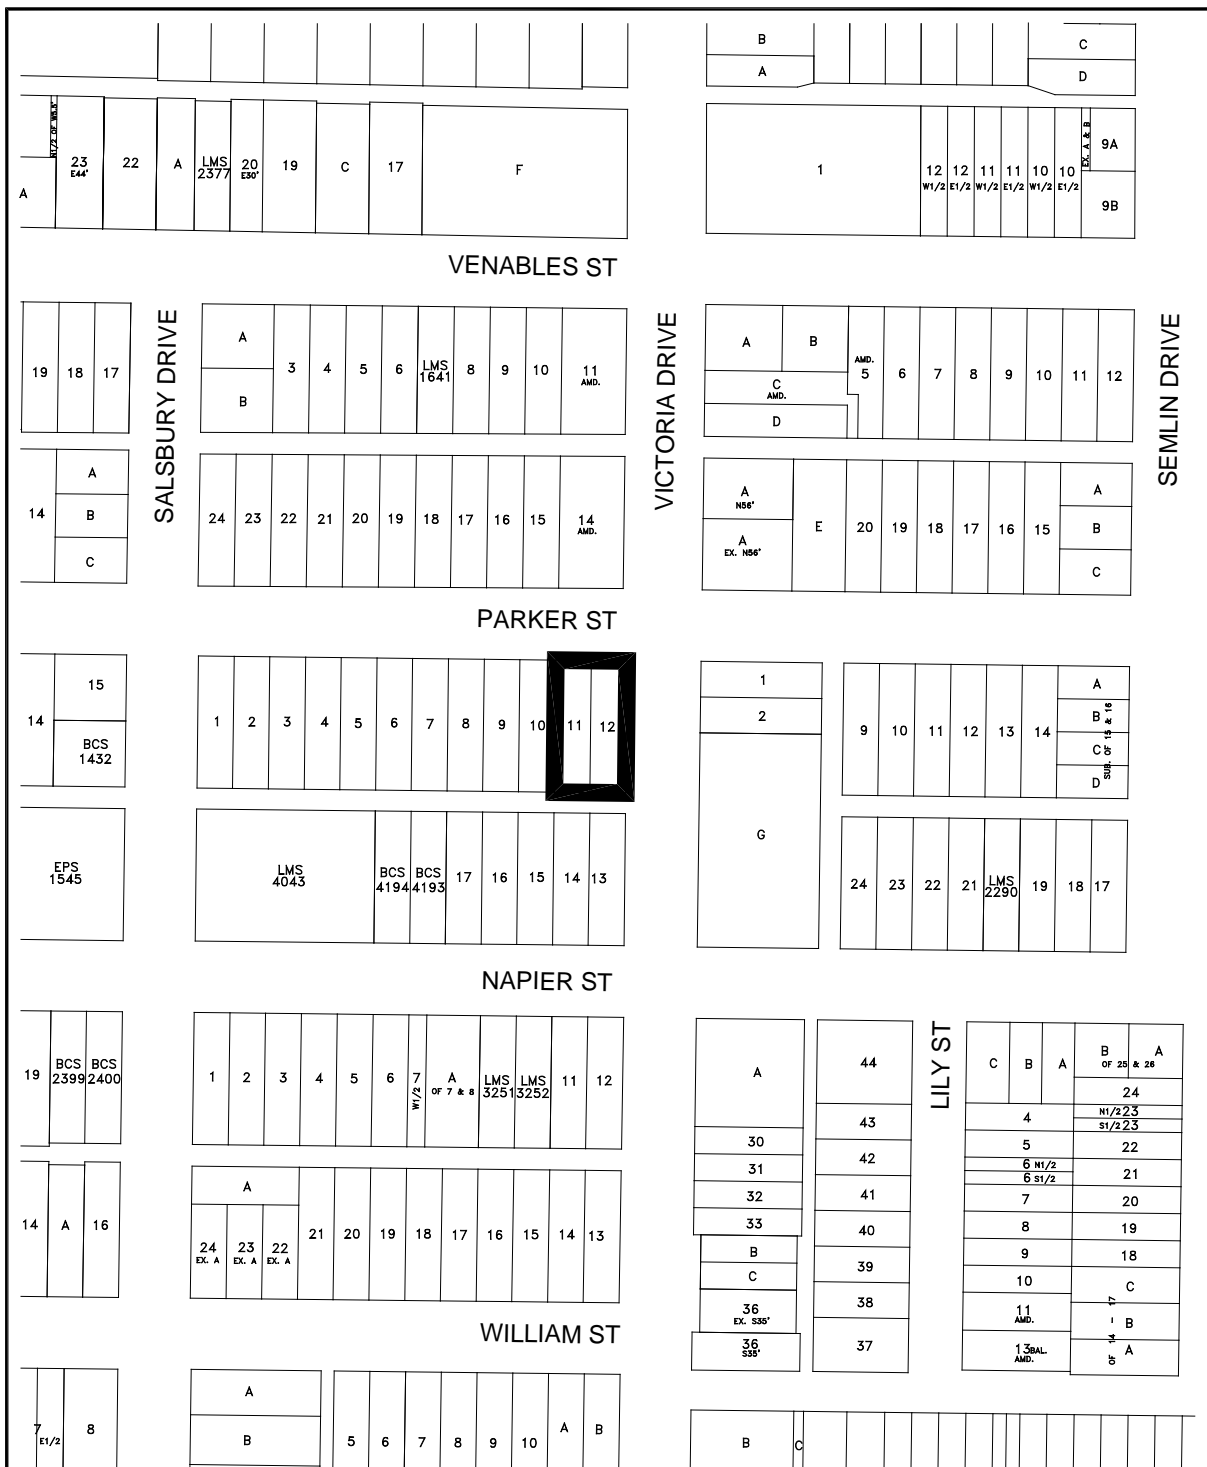 B
C
A
D
N1/2 OF W5.5'
A
23
E44'
22
A
LMS
2377
20
E30'
19
C
17
F
1
12
W1/2
12
E1/2
11
W1/2
11
E1/2
10
W1/2
10
E1/2
EX. A & B
9A
9B
VENABLES ST
SALSBURY DRIVE
VICTORIA DRIVE
SEMLIN DRIVE
19
18
17
A
B
3
4
5
6
LMS
1641
8
9
10
11
AMD.
A
B
C
AMD.
D
AMD.
5
6
7
8
9
10
11
12
14
A
B
C
24
23
22
21
20
19
18
17
16
15
14
AMD.
A
N56'
A
EX. N56'
E
20
19
18
17
16
15
A
B
C
PARKER ST
14
15
BCS
1432
1
2
3
4
5
6
7
8
9
10
11
12
1
2
G
9
10
11
12
13
14
A
B
C
D
SUB. OF 15 & 16
EPS
1545
LMS
4043
BCS
4194
BCS
4193
17
16
15
14
13
24
23
22
21
LMS
2290
19
18
17
NAPIER ST
19
BCS
2399
BCS
2400
1
2
3
4
5
6
7
W1/2
A
OF 7 & 8
LMS
3251
LMS
3252
11
12
A
30
31
32
33
B
C
36
EX. S35'
36
S35'
44
43
42
41
40
39
38
37
LILY ST
C
B
A
4
5
6 N1/2
6 S1/2
7
8
9
10
11
AMD.
13 BAL.
AMD.
B
A
OF 25 & 26
24
N1/2 23
S1/2 23
22
21
20
19
18
C
B
A
OF 14 - 17
14
A
16
A
24
EX. A
23
EX. A
22
EX. A
21
20
19
18
17
16
15
14
13
WILLIAM ST
7
E1/2
8
A
B
5
6
7
8
9
10
A
B
B
C